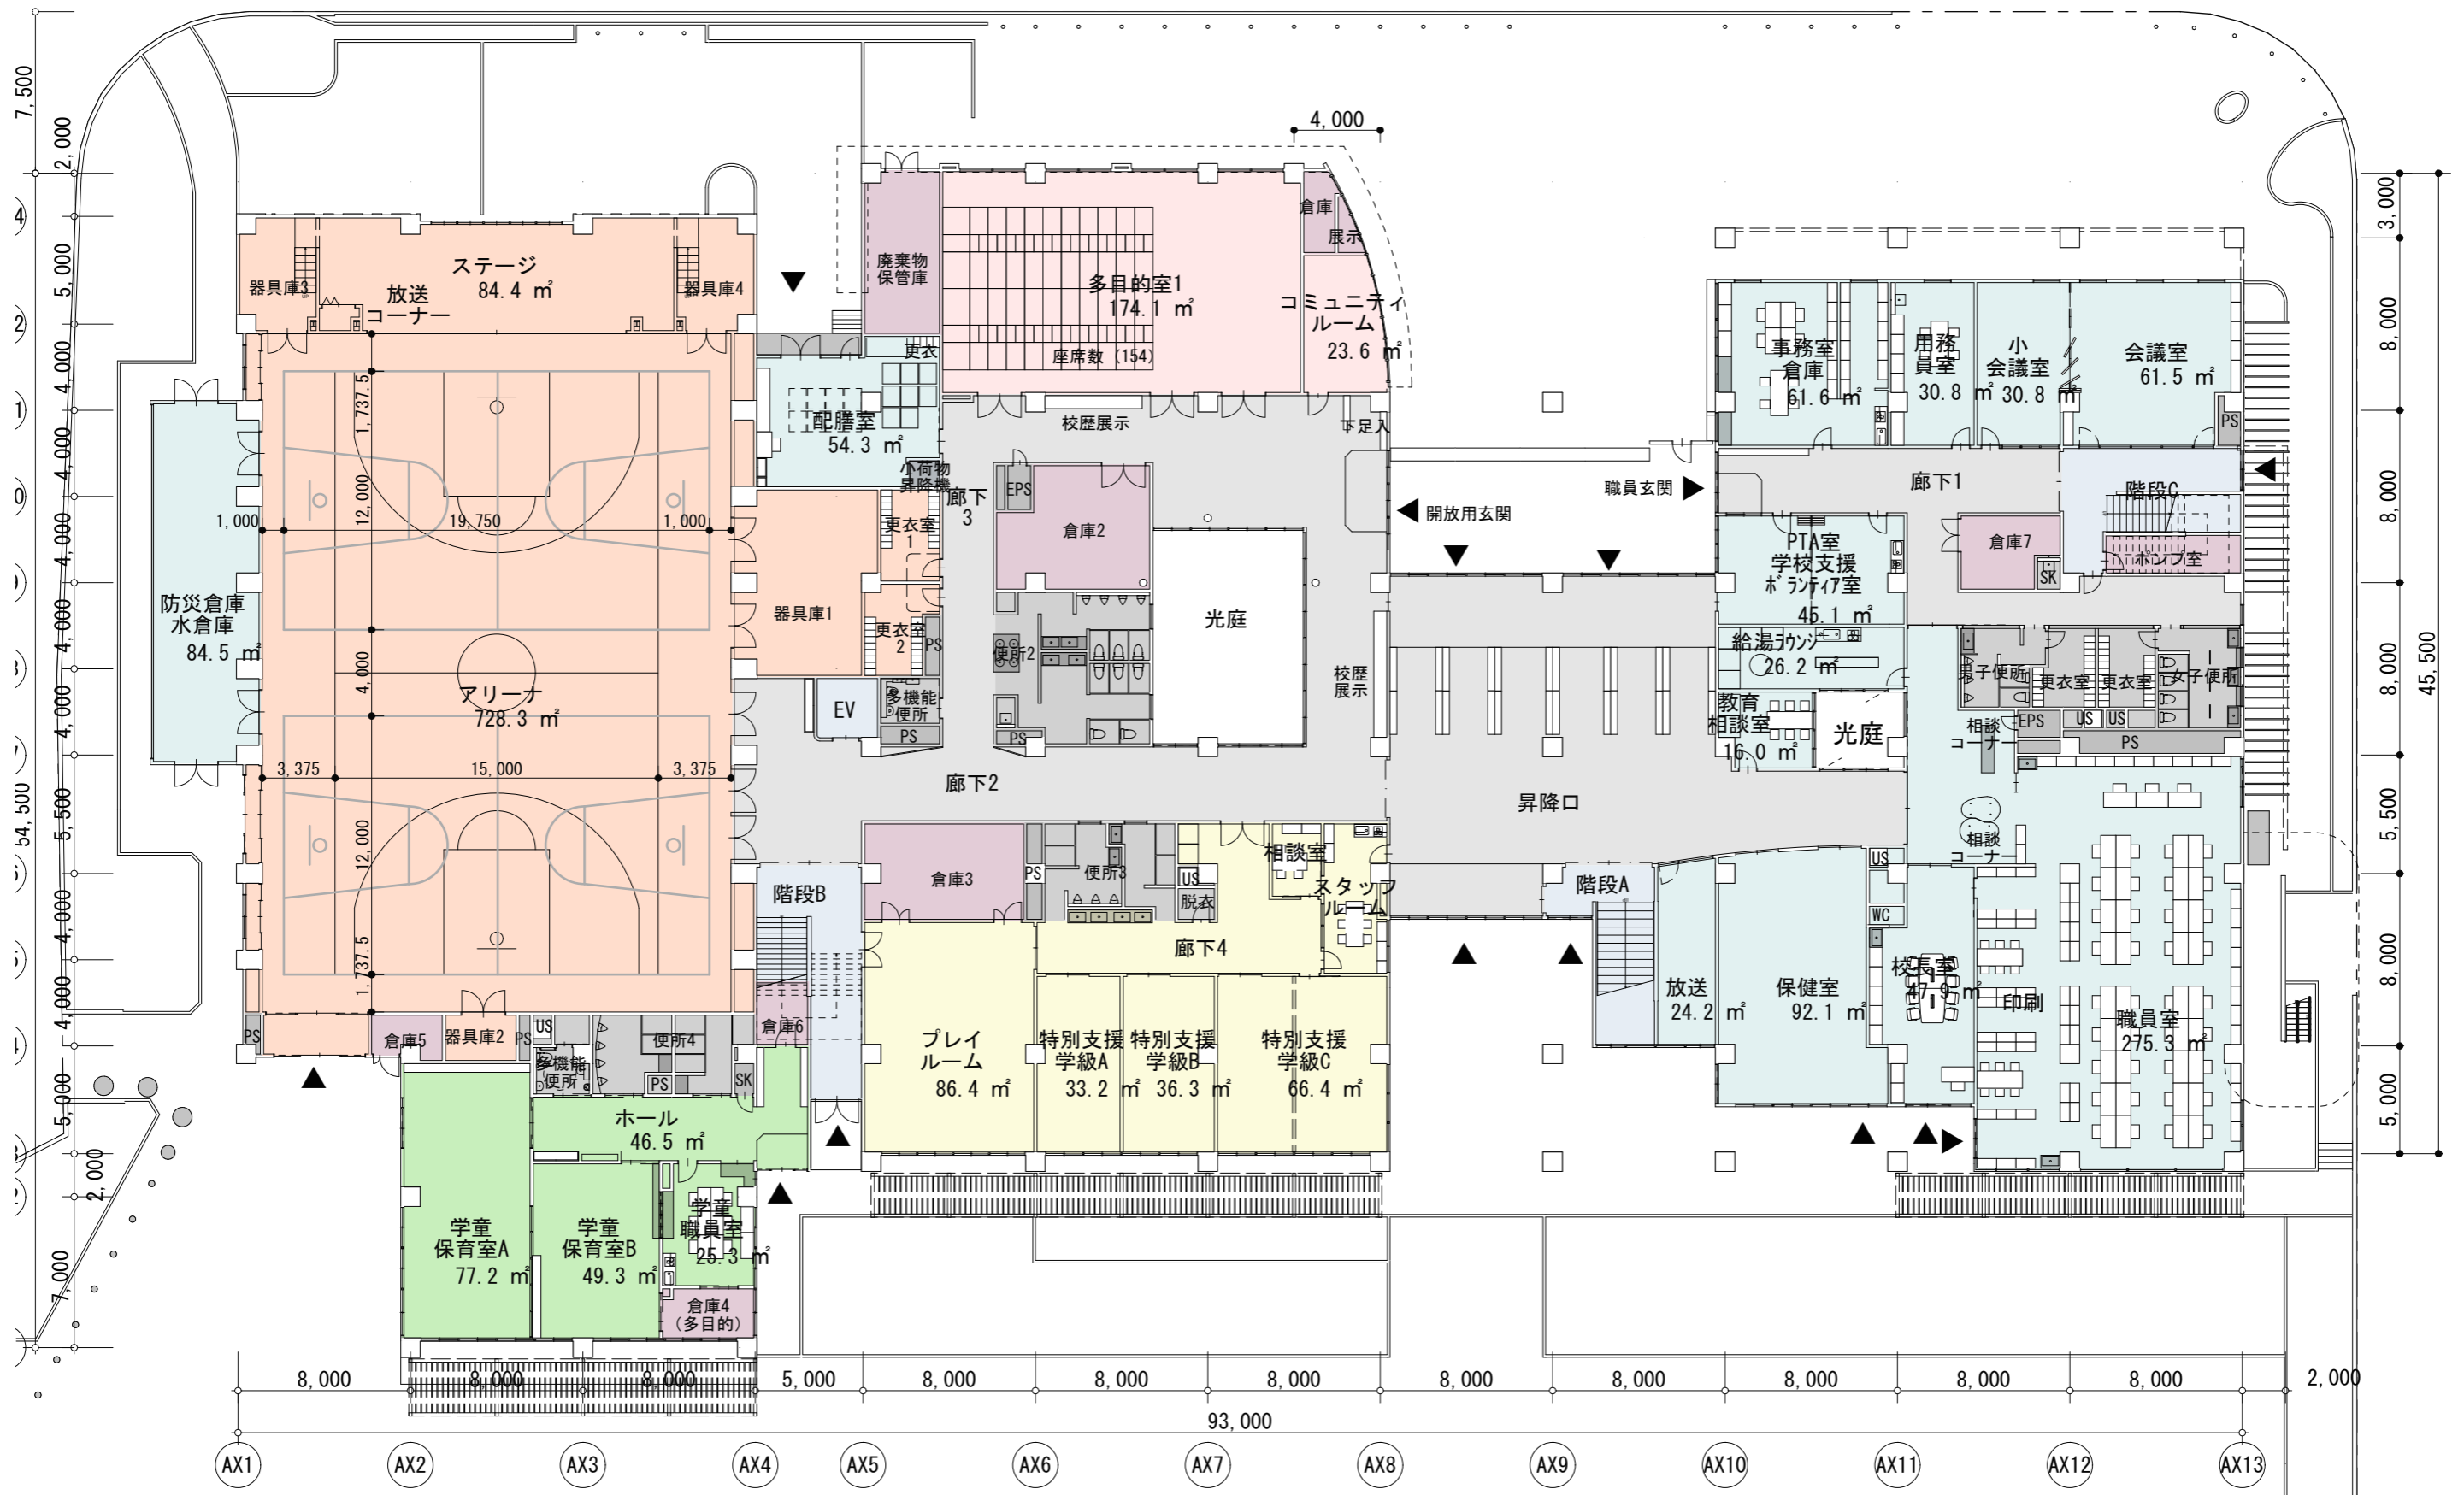 4,000
7,500
2,000
5,000
4,000
4,000
4,000
4,000
4,000
4,000
5,500
4,000
4,000
5,000
2,000
7,000
54,500
ステージ
84.4 ㎡
器具庫3
放送
コーナー
器具庫4
廃棄物
保管庫
多目的室1
174.1 ㎡
座席数 (154)
倉庫
展示
コミュニティ
ルーム
23.6 ㎡
更衣
配膳室
54.3 ㎡
小荷物
昇降機
校歴展示
下足入
廊下
3
EPS
倉庫2
更衣室
1
器具庫1
更衣室
2
PS
便所2
光庭
校歴
展示
防災倉庫
水倉庫
84.5 ㎡
アリーナ
728.3 ㎡
1,737.5
12,000
1,000
19,750
1,000
4,000
3,375
15,000
3,375
12,000
1,737.5
EV
多機能
便所
PS
PS
廊下2
開放用玄関
職員玄関
昇降口
事務室
倉庫
61.6 ㎡
用務
員室
30.8 ㎡
小
会議室
30.8 ㎡
会議室
61.5 ㎡
PS
廊下1
階段C
倉庫7
SK
ポンプ室
PTA室
学校支援
ボランティア室
45.1 ㎡
給湯ラウンジ
26.2 ㎡
教育
相談室
16.0 ㎡
光庭
男子便所
更衣室
更衣室
女子便所
相談
コーナー
EPS
US
US
PS
相談
コーナー
倉庫3
PS
便所3
US
脱衣
相談室
スタッフ
ルーム
階段B
廊下4
階段A
US
WC
放送
24.2 ㎡
保健室
92.1 ㎡
校長室
47.9 ㎡
印刷
職員室
275.3 ㎡
プレイ
ルーム
86.4 ㎡
特別支援
学級A
33.2 ㎡
特別支援
学級B
36.3 ㎡
特別支援
学級C
66.4 ㎡
PS
倉庫5
器具庫2
PS
US
多機能
便所
便所4
PS
SK
倉庫6
ホール
46.5 ㎡
学童
保育室A
77.2 ㎡
学童
保育室B
49.3 ㎡
学童
職員室
25.3 ㎡
倉庫4
(多目的)
3,000
8,000
8,000
8,000
5,500
8,000
5,000
45,500
8,000
8,000
8,000
5,000
8,000
8,000
8,000
8,000
8,000
8,000
8,000
8,000
2,000
93,000
AX1
AX2
AX3
AX4
AX5
AX6
AX7
AX8
AX9
AX10
AX11
AX12
AX13